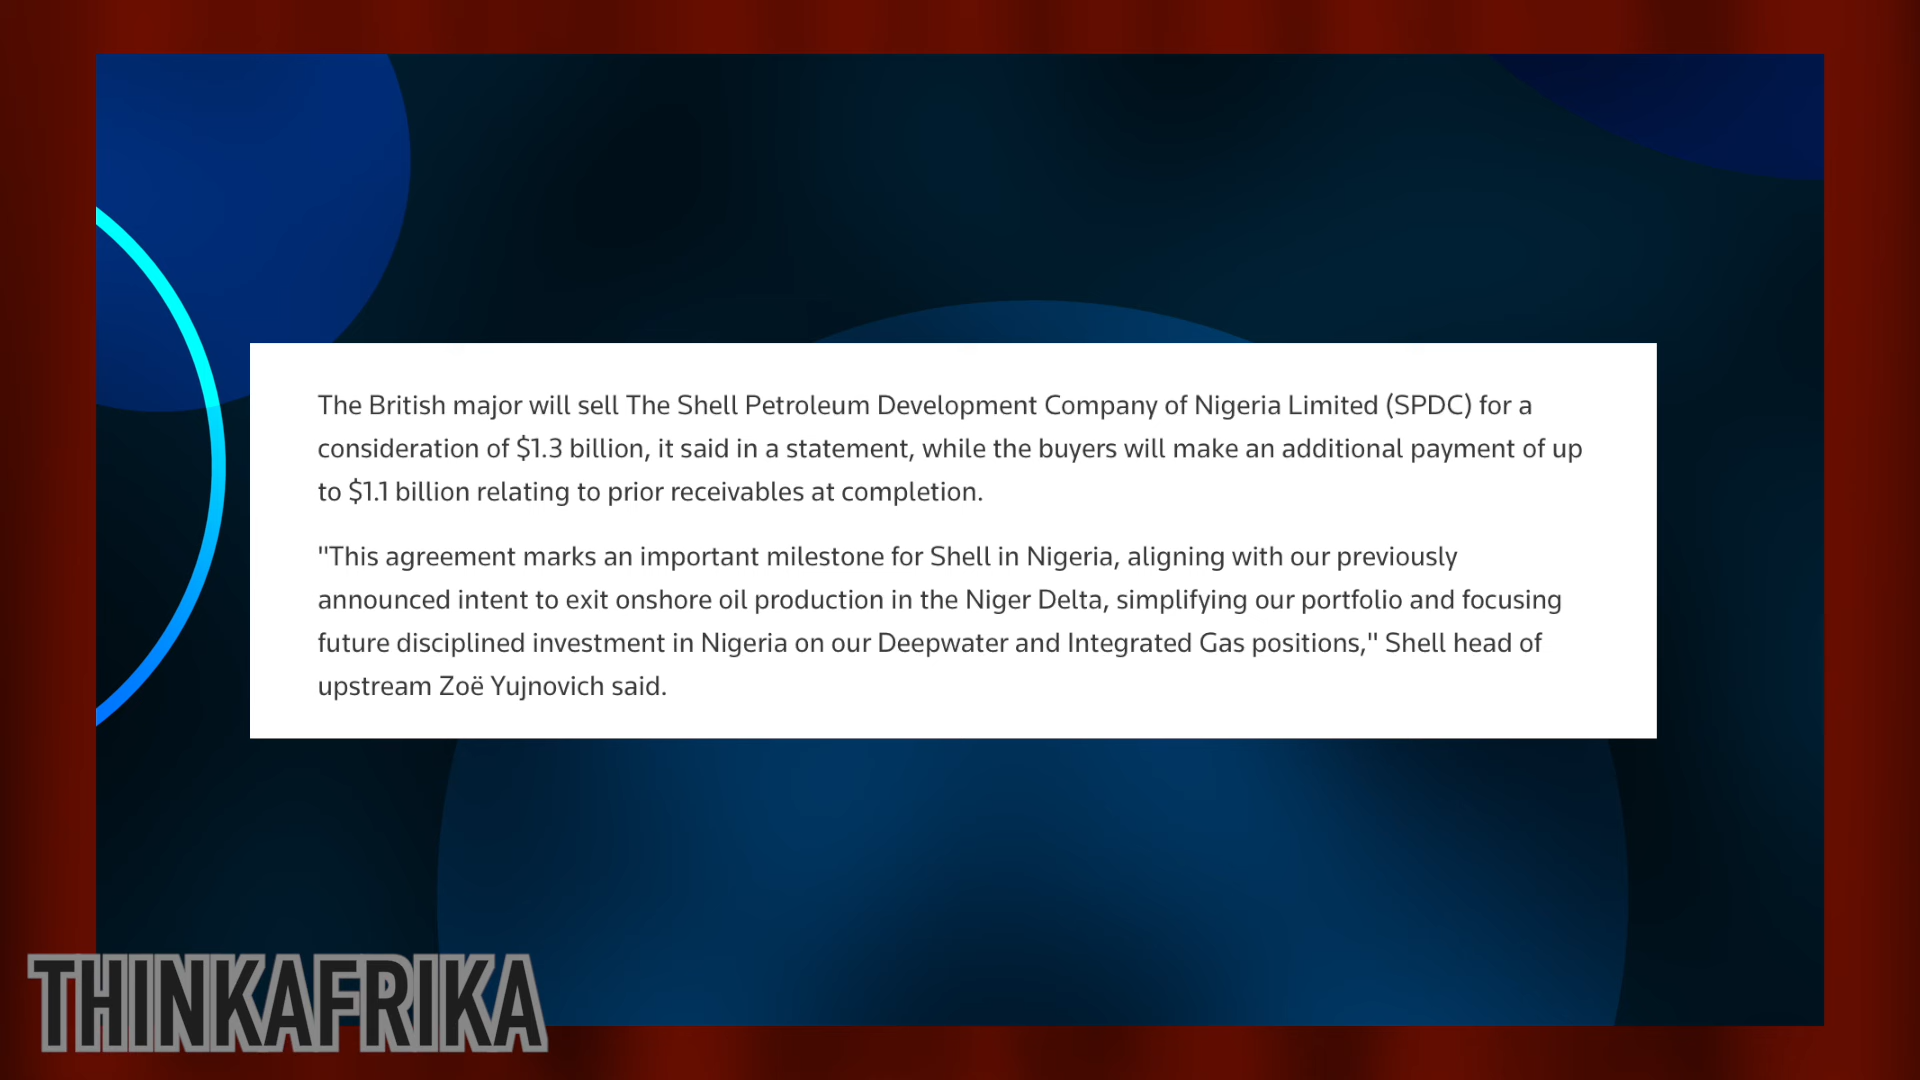 The British major will sell The Shell Petroleum Development Company of Nigeria Limited (SPDC) for a
consideration of $1.3 billion, it said in a statement, while the buyers will make an additional payment of up
to $1.1 billion relating to prior receivables at completion.
"This agreement marks an important milestone for Shell in Nigeria, aligning with our previously
announced intent to exit onshore oil production in the Niger Delta, simplifying our portfolio and focusing
future disciplined investment in Nigeria on our Deepwater and Integrated Gas positions," Shell head of
upstream Zoë Yujnovich said.
THINKAFRIKA